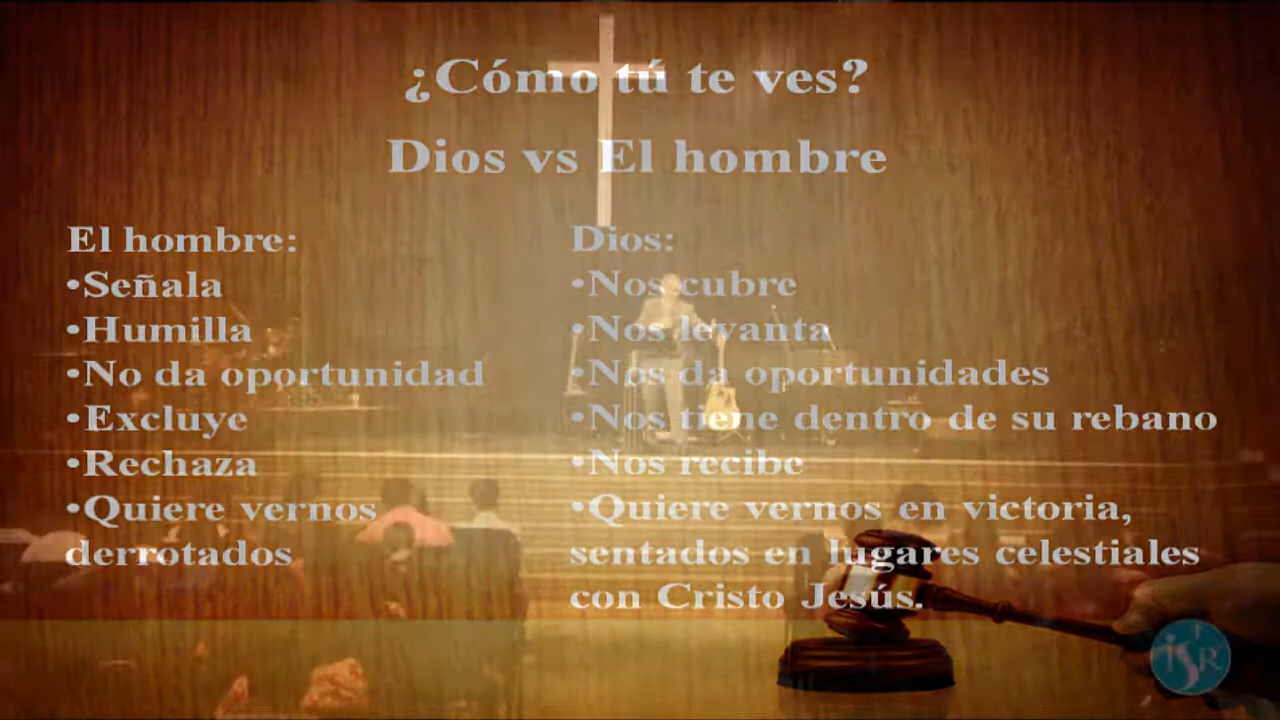 ¿Cómo tú te ves?
Dios vs El hombre
El hombre:
•Señala
•Humilla
•No da oportunidad
•Excluye
•Rechaza
•Quiere vernos
derrotados
Dios:
•Nos cubre
•Nos levanta
•Nos da oportunidades
•Nos tiene dentro de su rebano
•Nos recibe
•Quiere vernos en victoria,
sentados en lugares celestiales
con Cristo Jesús.